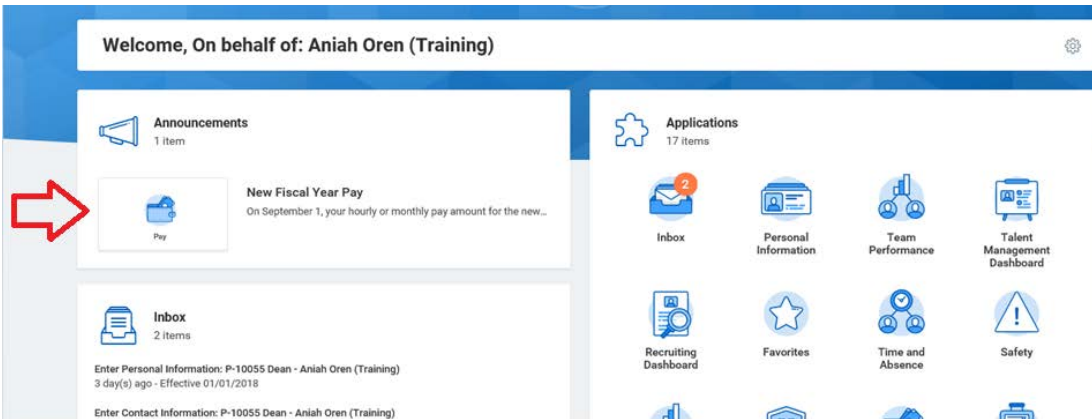 Welcome, On behalf of: Aniah Oren (Training)
Announcements
1 item
Pay
New Fiscal Year Pay
On September 1, your hourly or monthly pay amount for the new...
Inbox
2 items
Enter Personal Information: P-10055 Dean - Aniah Oren (Training)
3 day(s) ago - Effective 01/01/2018
Enter Contact Information: P-10055 Dean - Aniah Oren (Training)
Applications
17 items
2
Inbox
Personal
Information
Team
Performance
Talent
Management
Dashboard
Recruiting
Dashboard
Favorites
Time and
Absence
Safety